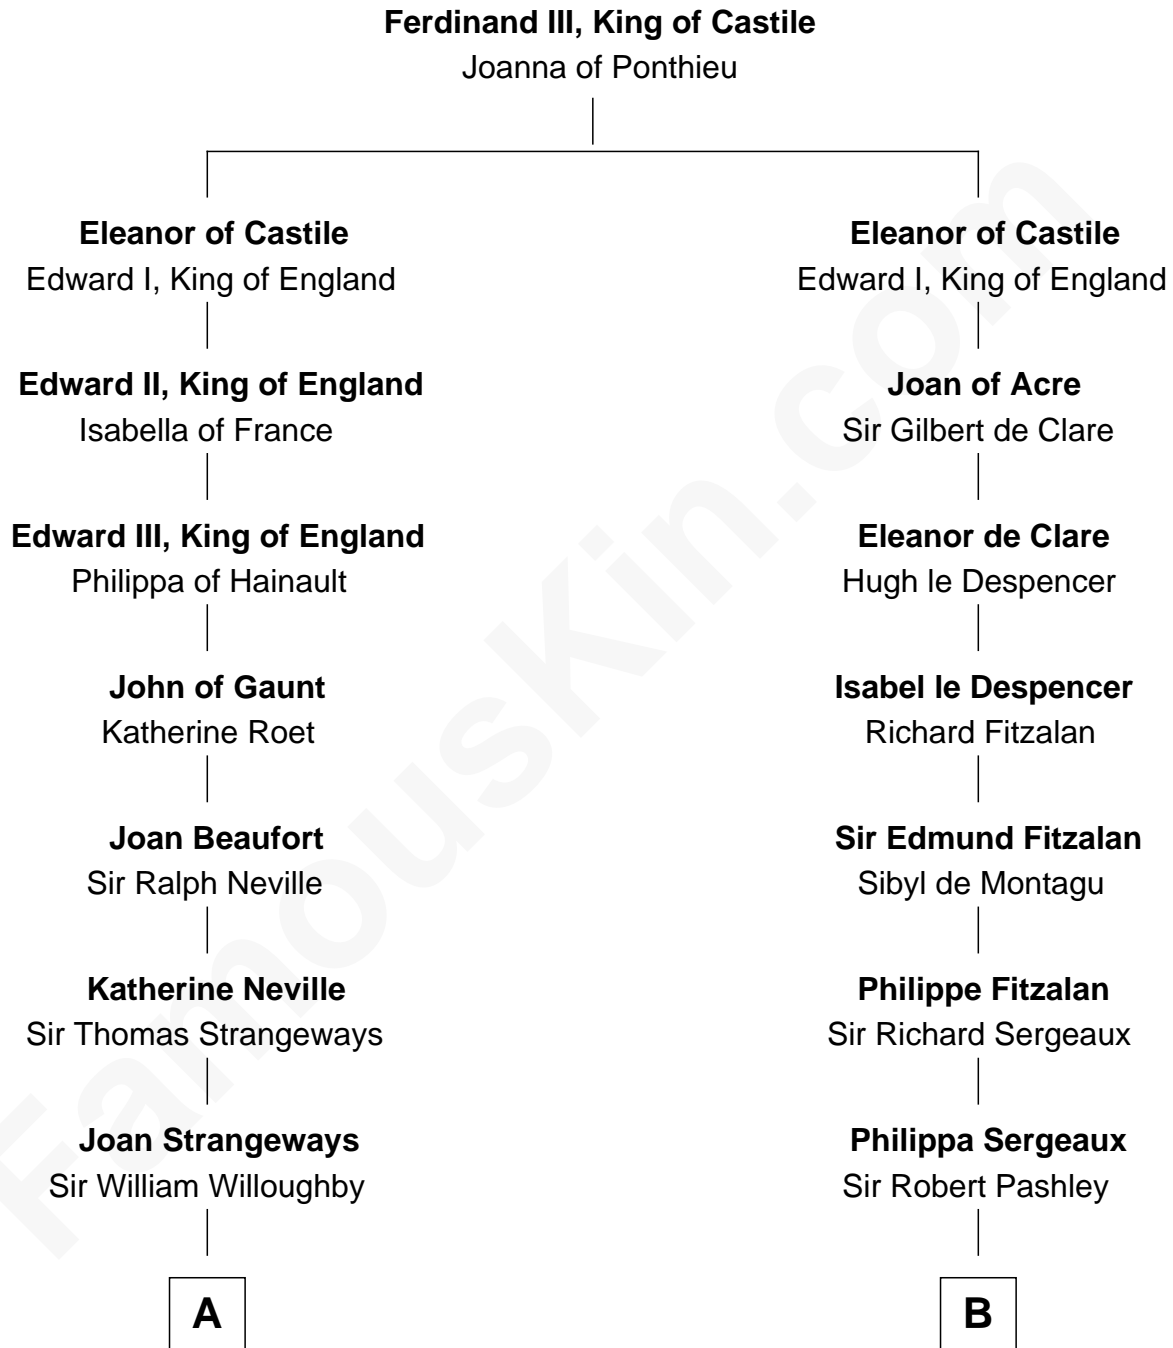 Ferdinand III, King of Castile
Joanna of Ponthieu
Eleanor of Castile
Edward I, King of England
Edward II, King of England
Isabella of France
Edward III, King of England
Philippa of Hainault
John of Gaunt
Katherine Roet
Joan Beaufort
Sir Ralph Neville
Katherine Neville
Sir Thomas Strangeways
Joan Strangeways
Sir William Willoughby
A
Eleanor of Castile
Edward I, King of England
Joan of Acre
Sir Gilbert de Clare
Eleanor de Clare
Hugh le Despencer
Isabel le Despencer
Richard Fitzalan
Sir Edmund Fitzalan
Sibyl de Montagu
Philippe Fitzalan
Sir Richard Sergeaux
Philippa Sergeaux
Sir Robert Pashley
B
FamousKin.com